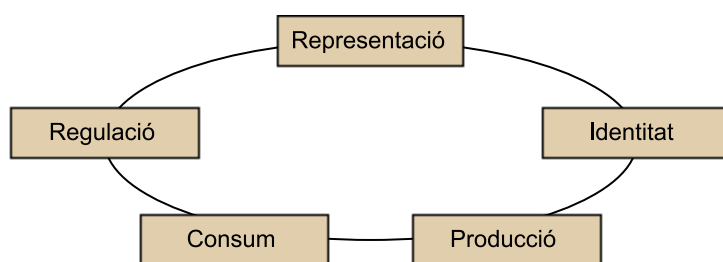 Representació
Regulació
Identitat
Consum
Producció